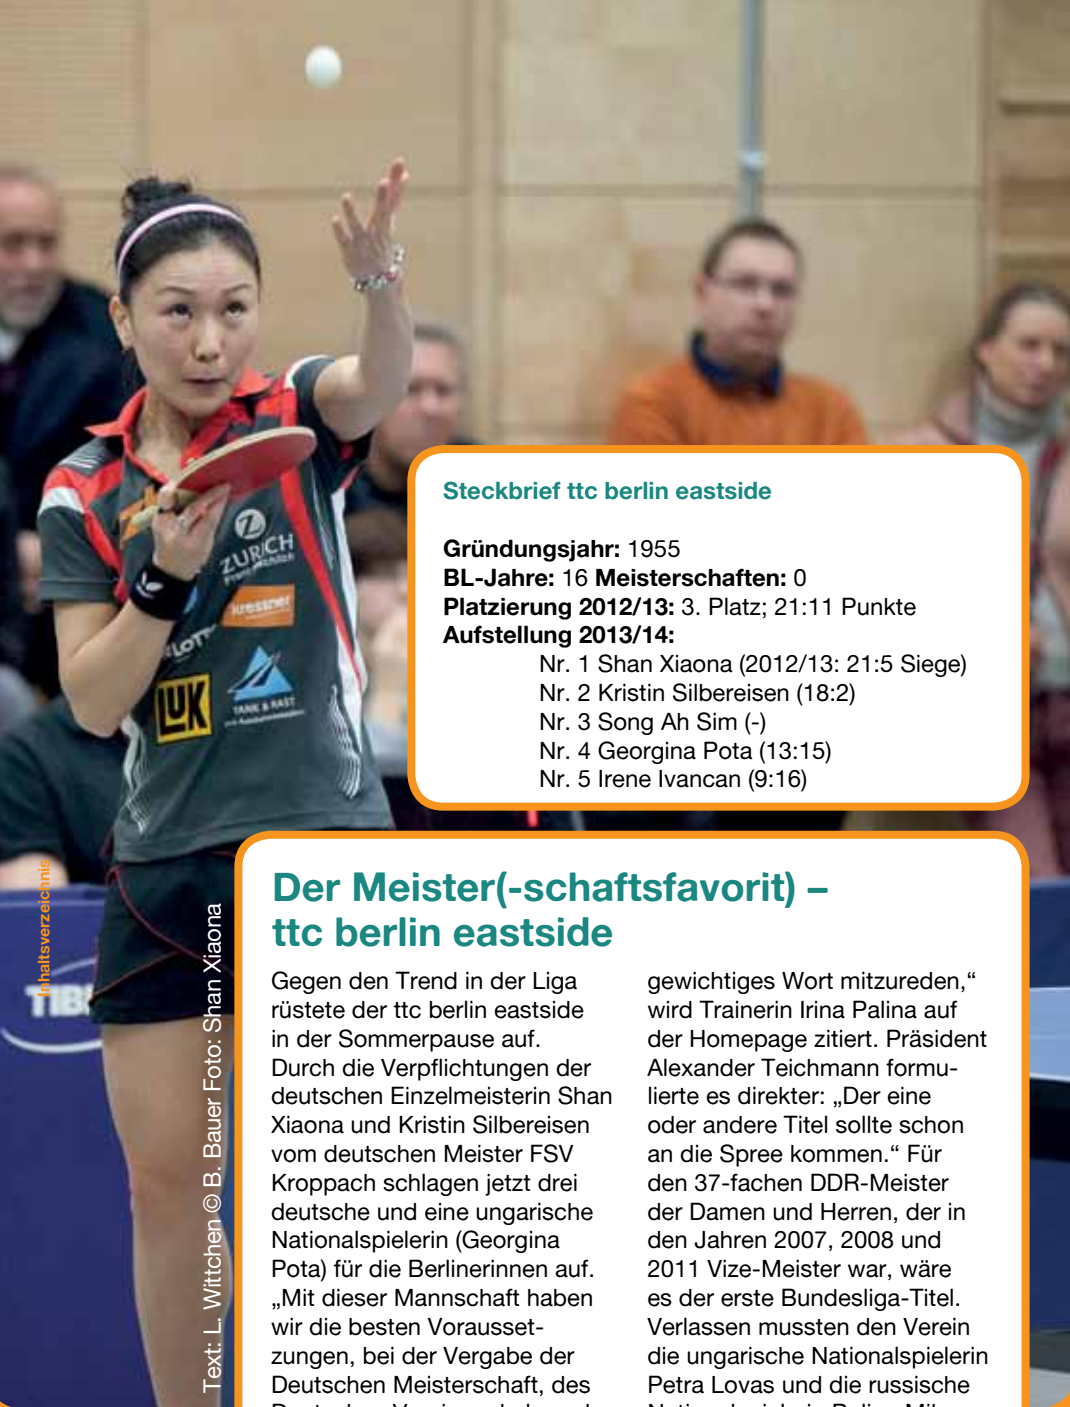 Steckbrief ttc berlin eastside
Gründungsjahr: 1955
BL-Jahre: 16 Meisterschaften: 0
Platzierung 2012/13: 3. Platz; 21:11 Punkte
Aufstellung 2013/14:
Nr. 1 Shan Xiaona (2012/13: 21:5 Siege)
Nr. 2 Kristin Silbereisen (18:2)
Nr. 3 Song Ah Sim (-)
Nr. 4 Georgina Pota (13:15)
Nr. 5 Irene Ivancan (9:16)
ZURICH
kressner
LOTTO
LUK
TANK & RAST
TIB
Inhaltsverzeichnis
Text: L. Wittchen © B. Bauer Foto: Shan Xiaona
Der Meister(-schaftsfavorit) –
ttc berlin eastside
Gegen den Trend in der Liga
rüstete der ttc berlin eastside
in der Sommerpause auf.
Durch die Verpflichtungen der
deutschen Einzelmeisterin Shan
Xiaona und Kristin Silbereisen
vom deutschen Meister FSV
Kroppach schlagen jetzt drei
deutsche und eine ungarische
Nationalspielerin (Georgina
Pota) für die Berlinerinnen auf.
„Mit dieser Mannschaft haben
wir die besten Vorausset-
zungen, bei der Vergabe der
Deutschen Meisterschaft, des
gewichtiges Wort mitzureden,“
wird Trainerin Irina Palina auf
der Homepage zitiert. Präsident
Alexander Teichmann formu-
lierte es direkter: „Der eine
oder andere Titel sollte schon
an die Spree kommen.“ Für
den 37-fachen DDR-Meister
der Damen und Herren, der in
den Jahren 2007, 2008 und
2011 Vize-Meister war, wäre
es der erste Bundesliga-Titel.
Verlassen mussten den Verein
die ungarische Nationalspielerin
Petra Lovas und die russische